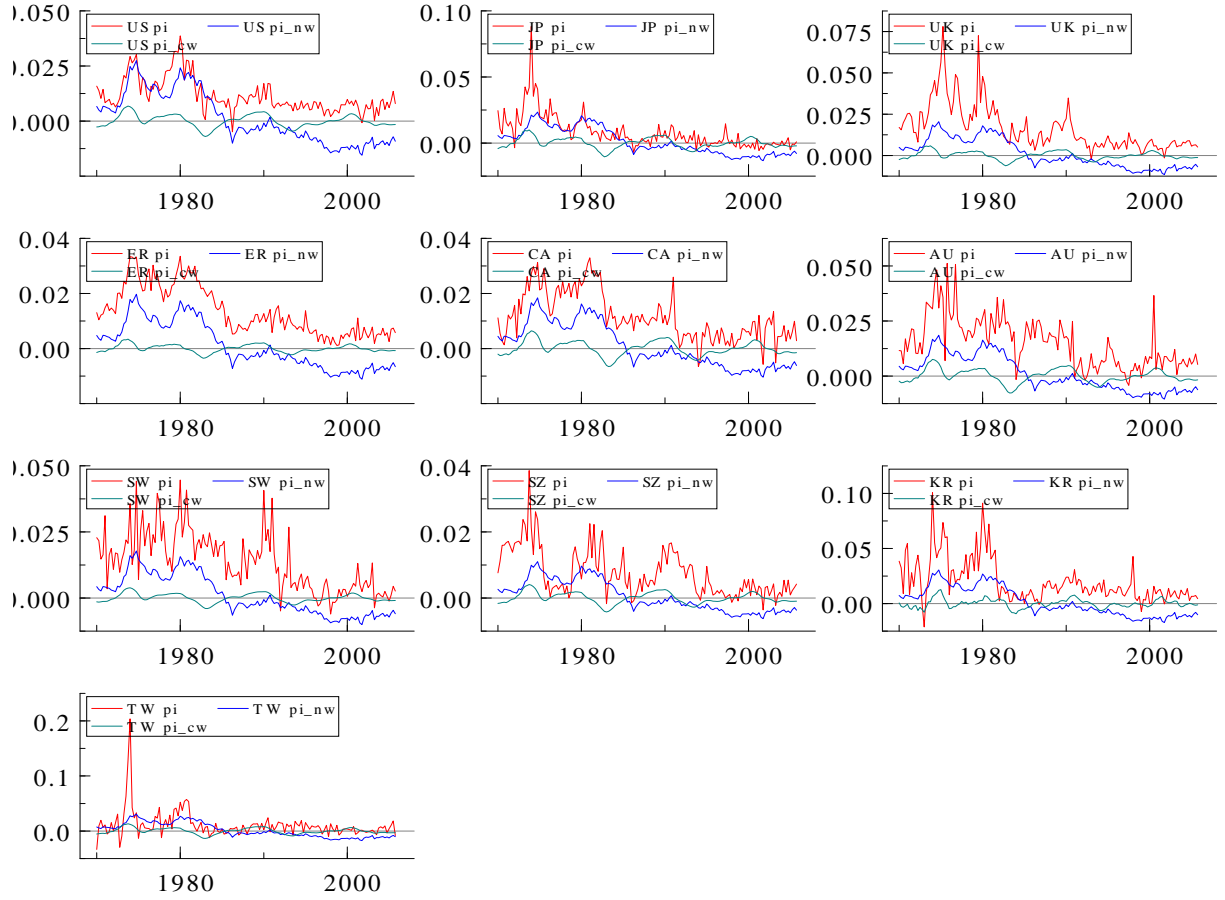 0.050
US pi US pi_nw
US pi_cw
0.025
0.000
1980 2000
0.10
JP pi JP pi_nw
JP pi_cw
0.05
0.00
1980 2000
0.075
UK pi UK pi_nw
UK pi_cw
0.050
0.025
0.000
1980 2000
0.04
ER pi ER pi_nw
ER pi_cw
0.02
0.00
1980 2000
0.04
CA pi CA pi_nw
CA pi_cw
0.02
0.00
1980 2000
AU pi AU pi_nw
AU pi_cw
0.050
0.025
0.000
1980 2000
0.050
SW pi SW pi_nw
SW pi_cw
0.025
0.000
1980 2000
0.04
SZ pi SZ pi_nw
SZ pi_cw
0.02
0.00
1980 2000
KR pi KR pi_nw
KR pi_cw
0.10
0.05
0.00
1980 2000
TW pi TW pi_nw
TW pi_cw
0.2
0.1
0.0
1980 2000